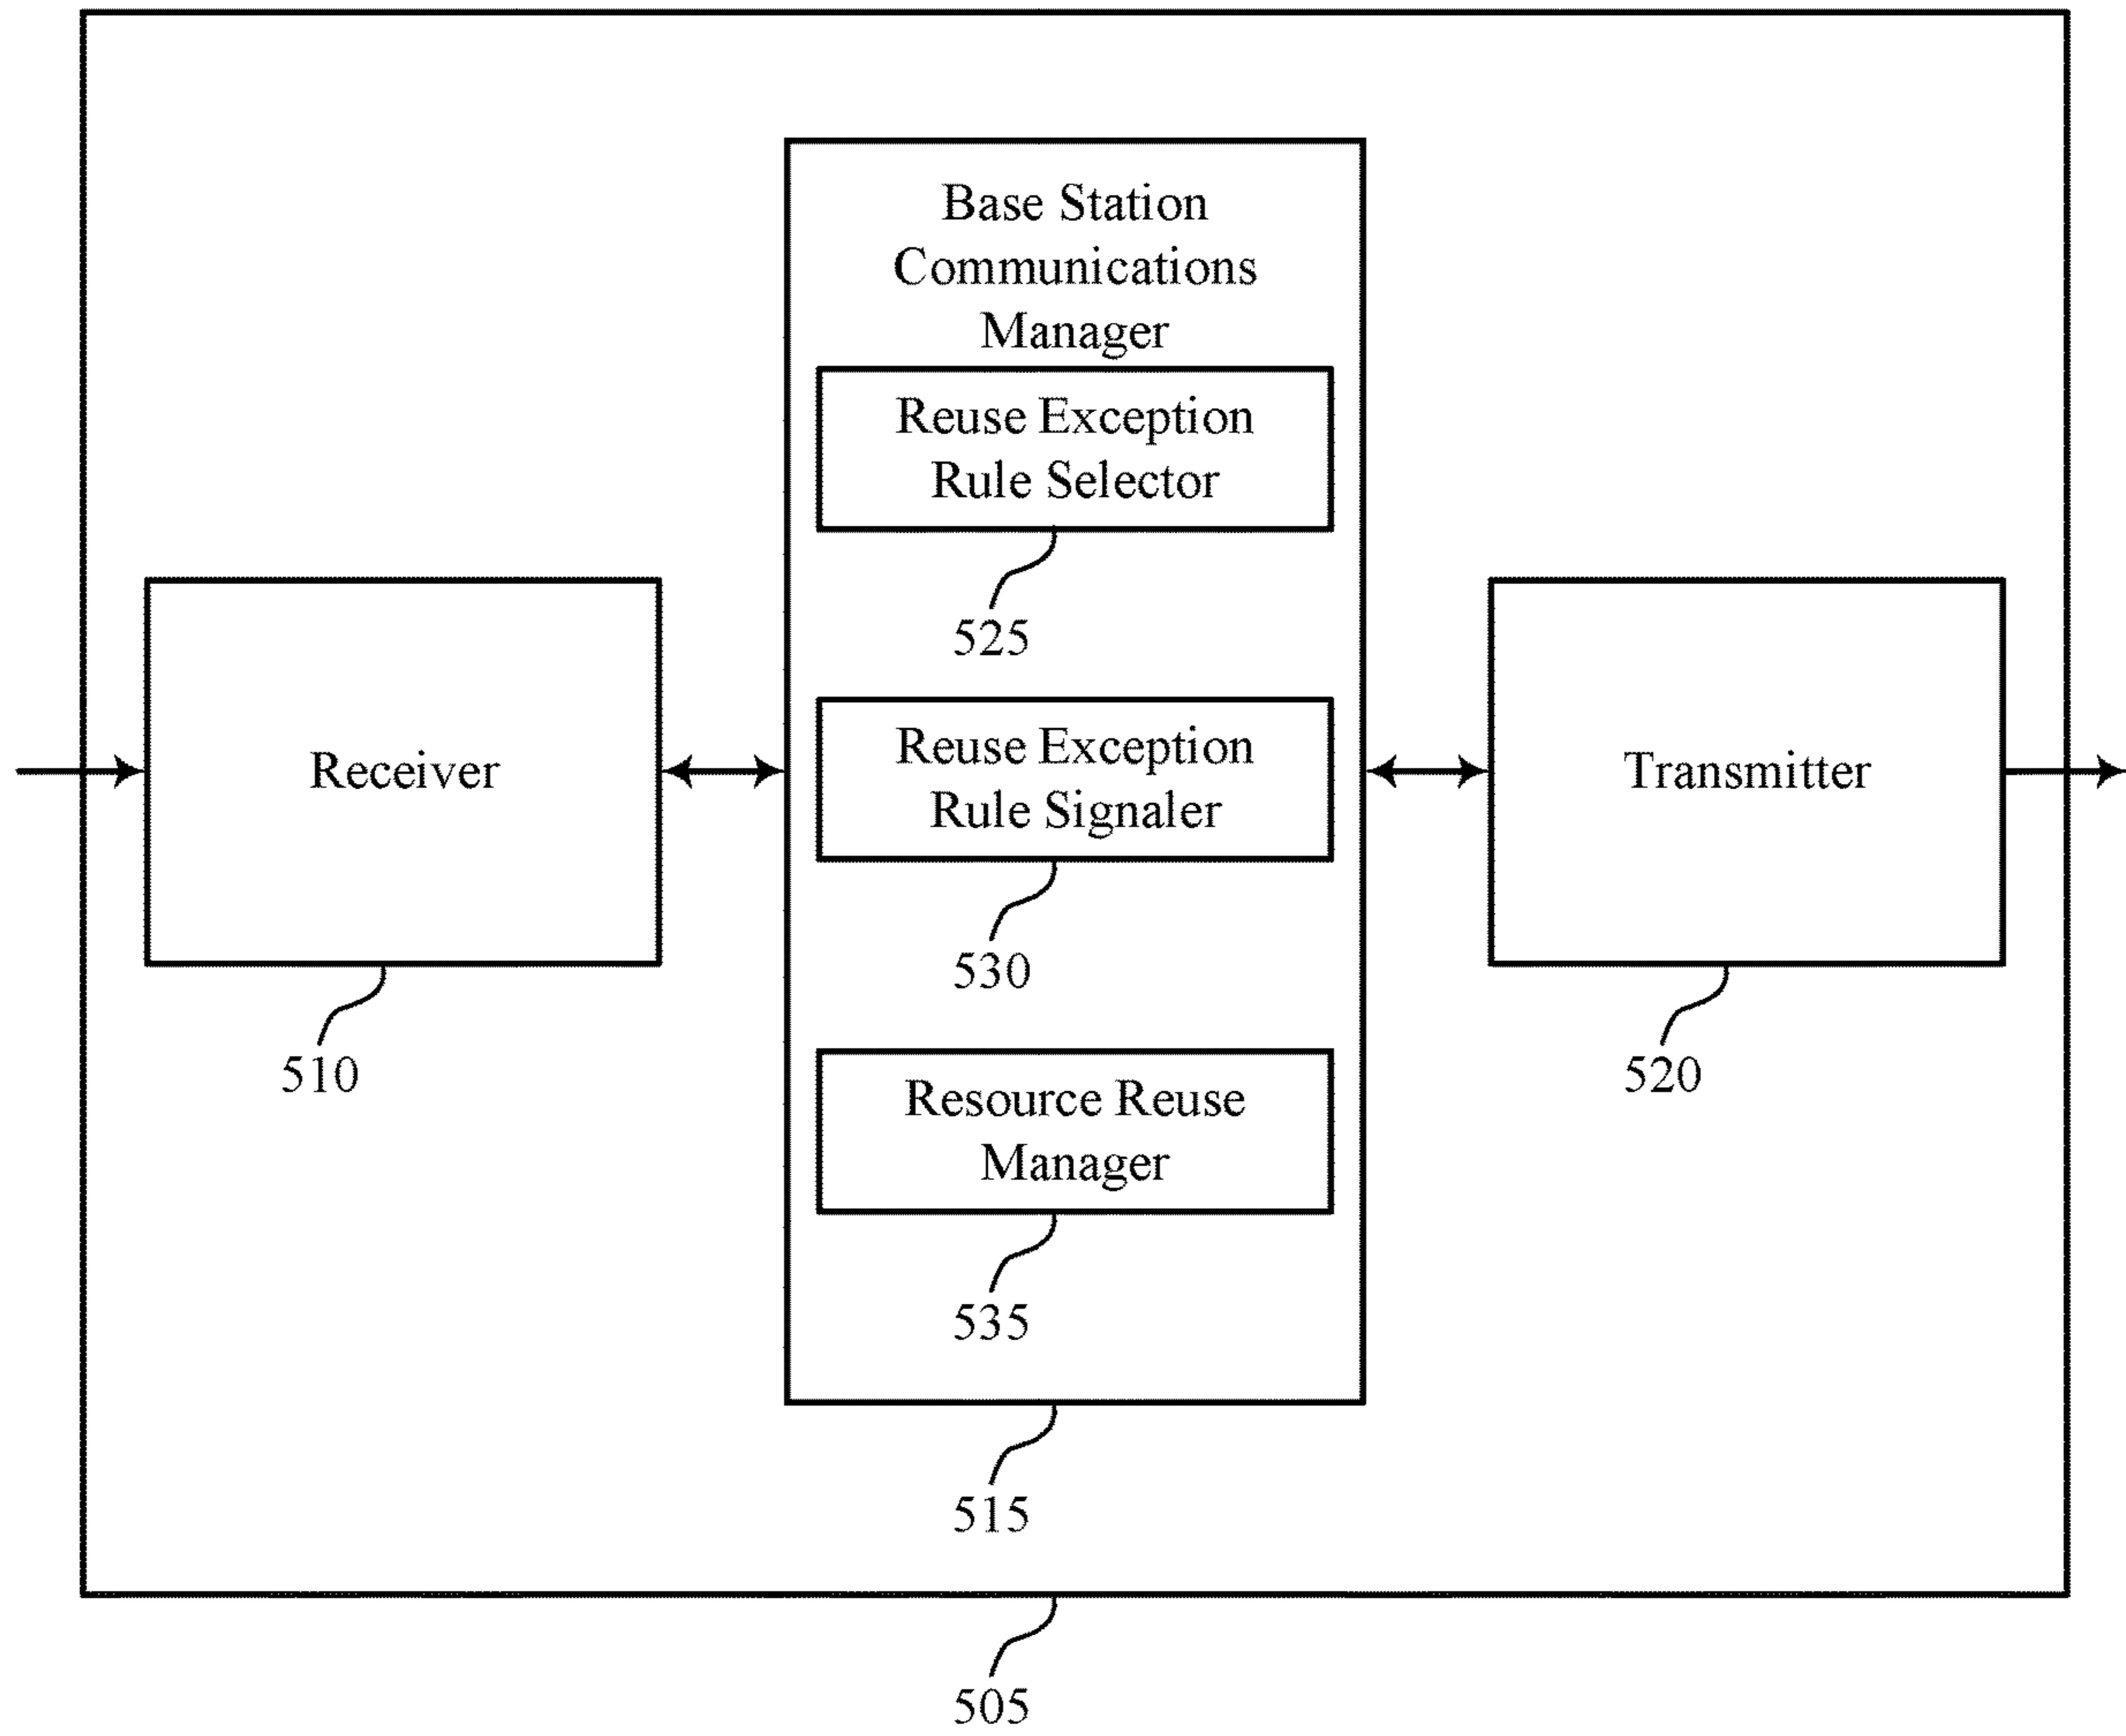 Base Station
Communications
Manager
Reuse Exception
Rule Selector
525
Receiver
510
Reuse Exception
Rule Signaler
530
Transmitter
520
Resource Reuse
Manager
535
515
505